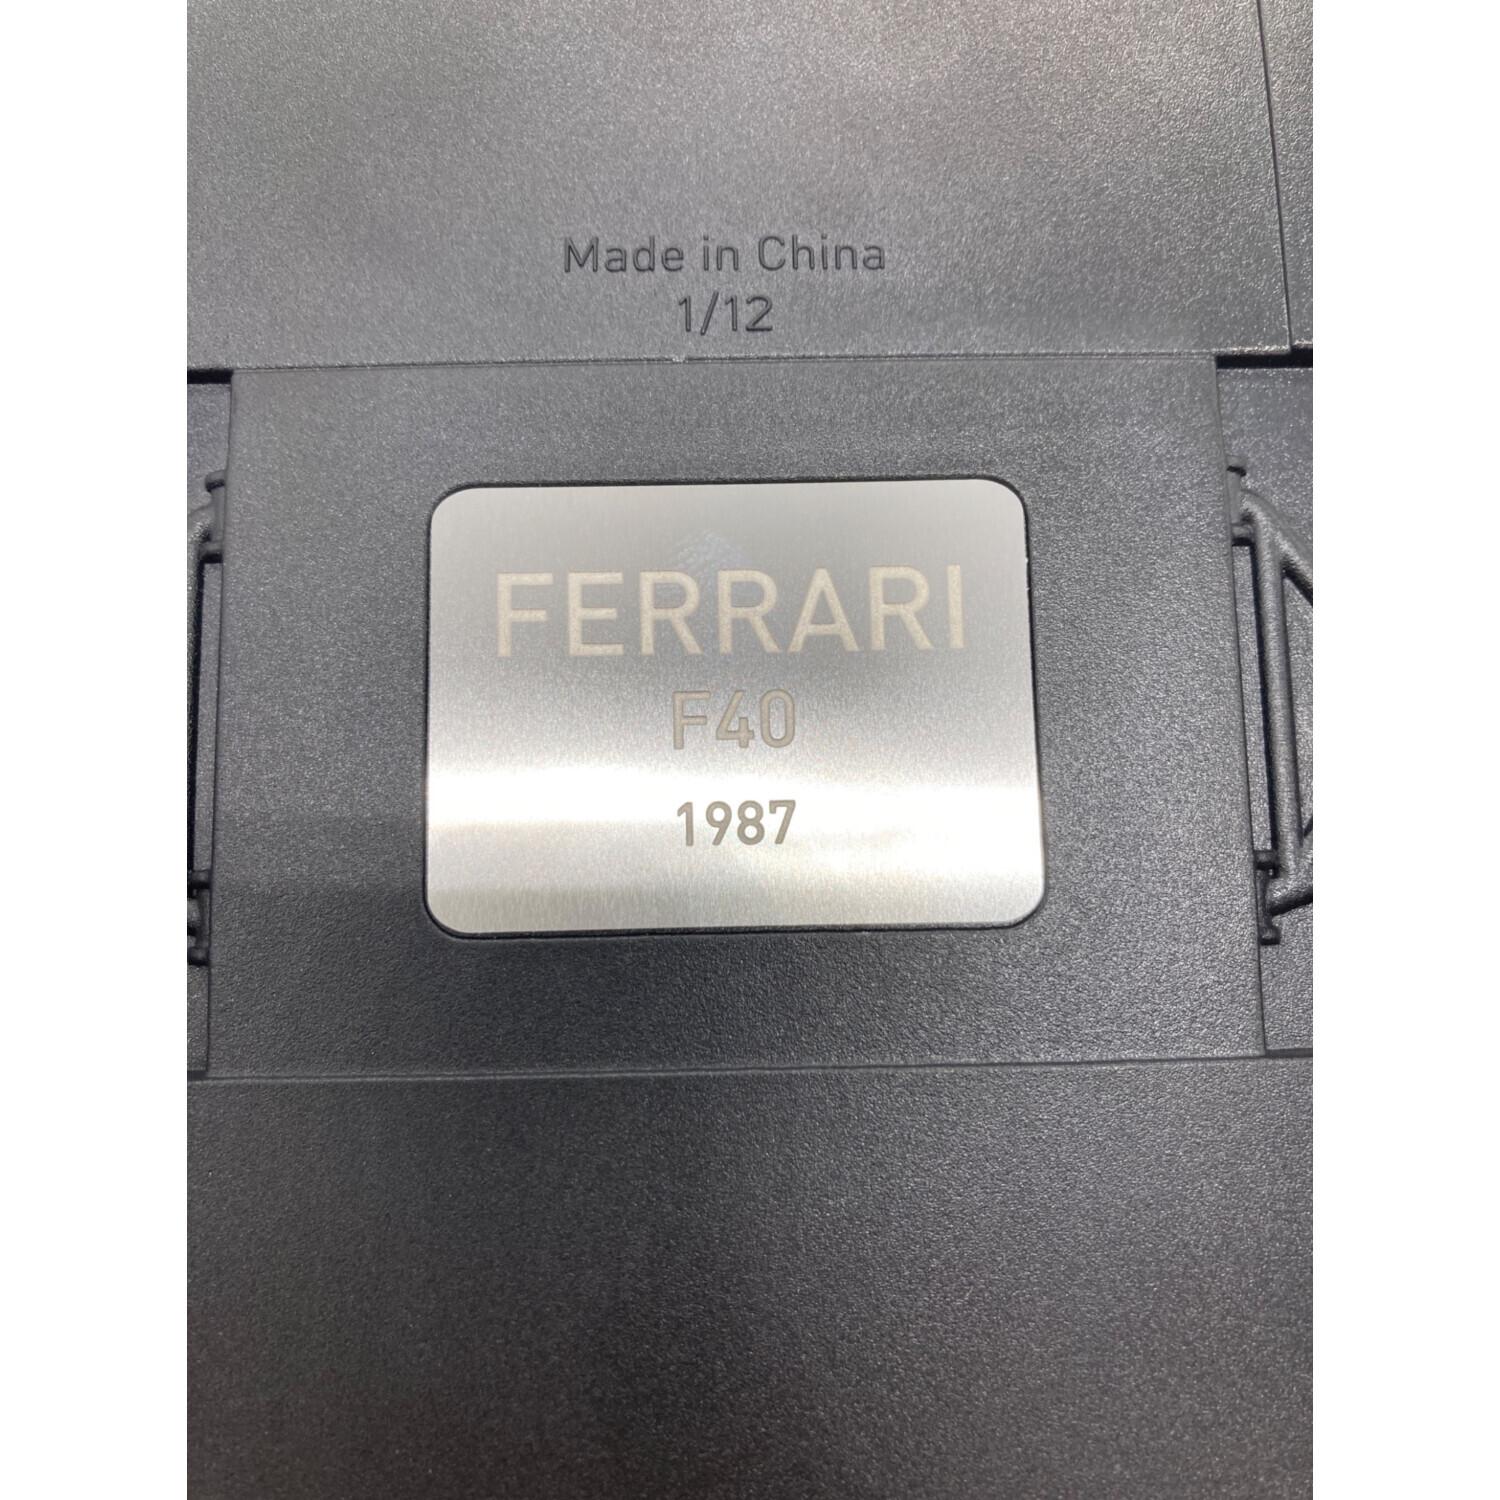 Made in China
1/12
FERRARI
F40
1987